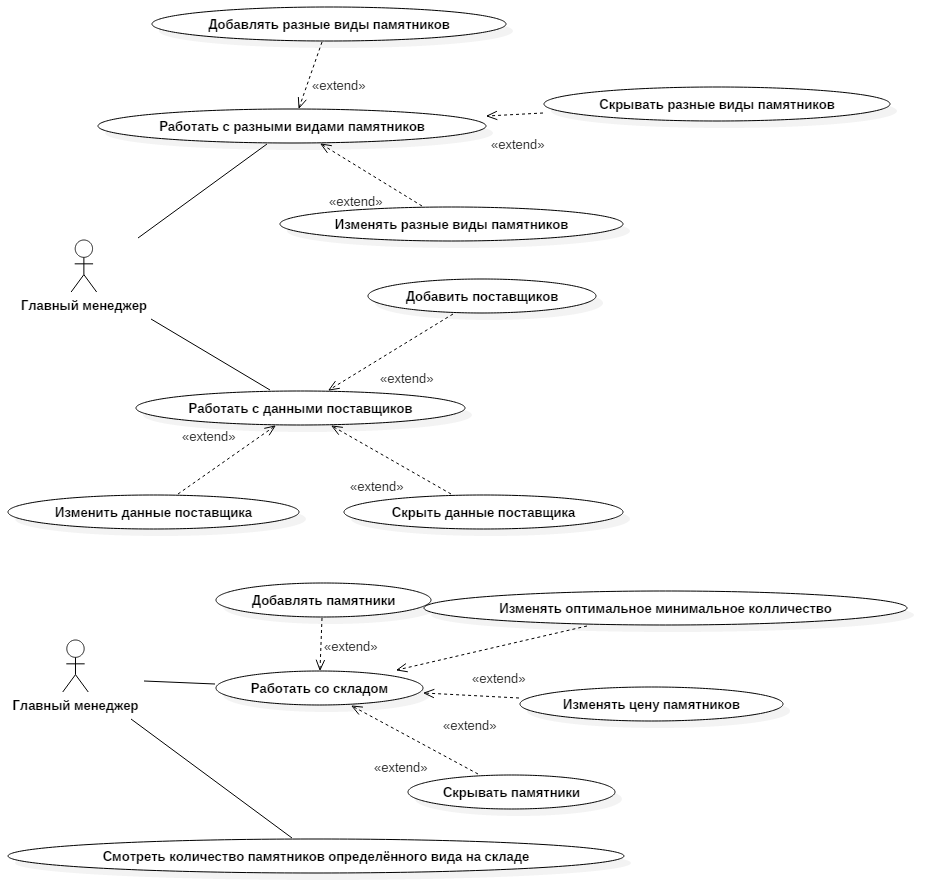 Добавлять разные виды памятников
«extend»
Скрывать разные виды памятников
Работать с разными видами памятников
«extend»
«extend»
Изменять разные виды памятников
Главный менеджер
Добавить поставщиков
«extend»
Работать с данными поставщиков
«extend»
«extend»
Изменить данные поставщика
Скрыть данные поставщика
Добавлять памятники
Изменять оптимальное минимальное колличество
«extend»
Работать со складом
«extend»
Главный менеджер
Изменять цену памятников
«extend»
«extend»
Скрывать памятники
Смотреть количество памятников определённого вида на складе